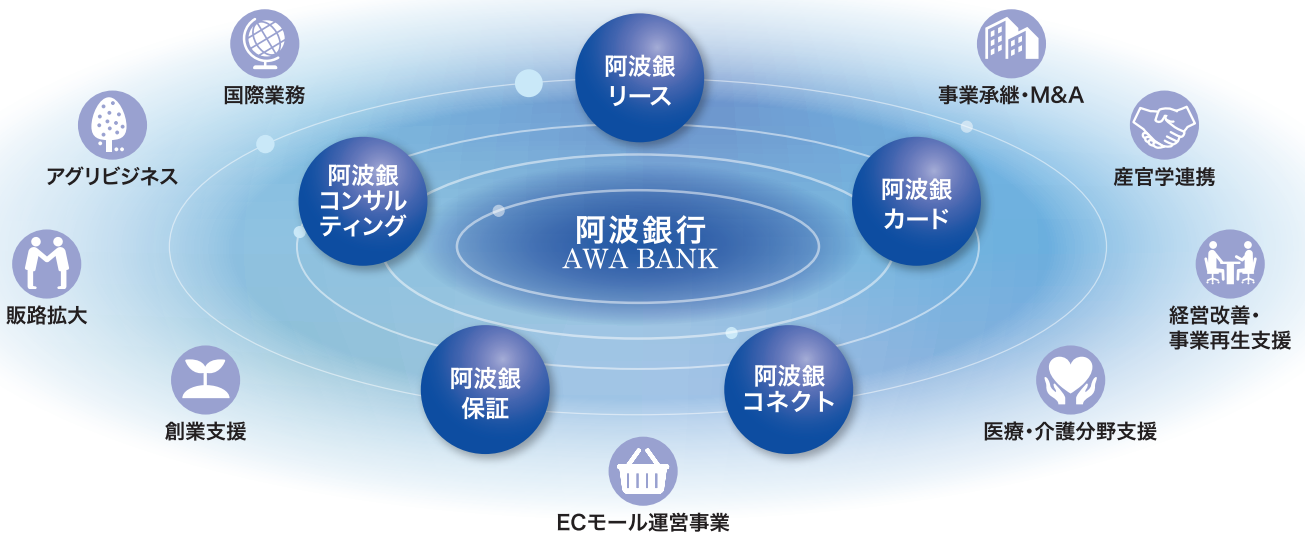 国際業務
阿波銀
リース
事業承継・M&A
アグリビジネス
産官学連携
阿波銀
コンサル
ティング
阿波銀
カード
阿波銀行
AWA BANK
販路拡大
経営改善・
事業再生支援
阿波銀
保証
阿波銀
コネクト
創業支援
医療・介護分野支援
ECモール運営事業